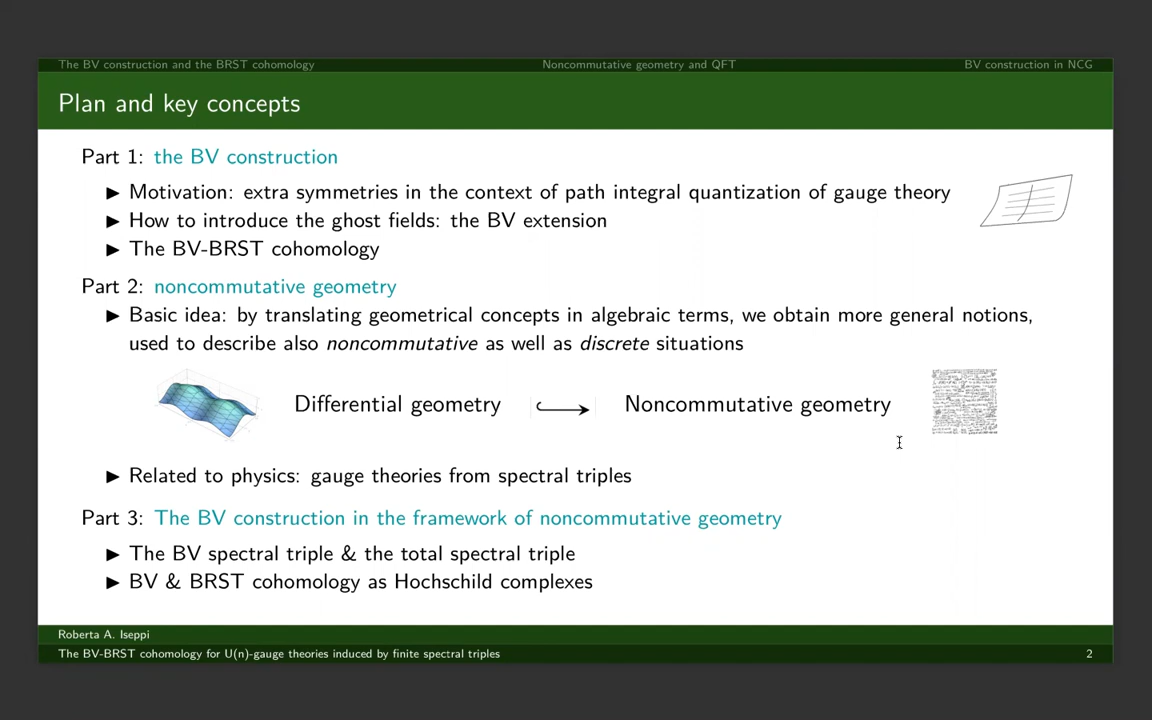 The BV construction and the BRST cohomology Noncommutative geometry and QFT BV construction in NCG
Plan and key concepts
Part 1: the BV construction
▶ Motivation: extra symmetries in the context of path integral quantization of gauge theory
▶ How to introduce the ghost fields: the BV extension
▶ The BV-BRST cohomology
Part 2: noncommutative geometry
▶ Basic idea: by translating geometrical concepts in algebraic terms, we obtain more general notions,
used to describe also noncommutative as well as discrete situations
Differential geometry ↪ Noncommutative geometry
▶ Related to physics: gauge theories from spectral triples
Part 3: The BV construction in the framework of noncommutative geometry
▶ The BV spectral triple & the total spectral triple
▶ BV & BRST cohomology as Hochschild complexes
Roberta A. Iseppi
The BV-BRST cohomology for U(n)-gauge theories induced by finite spectral triples 2